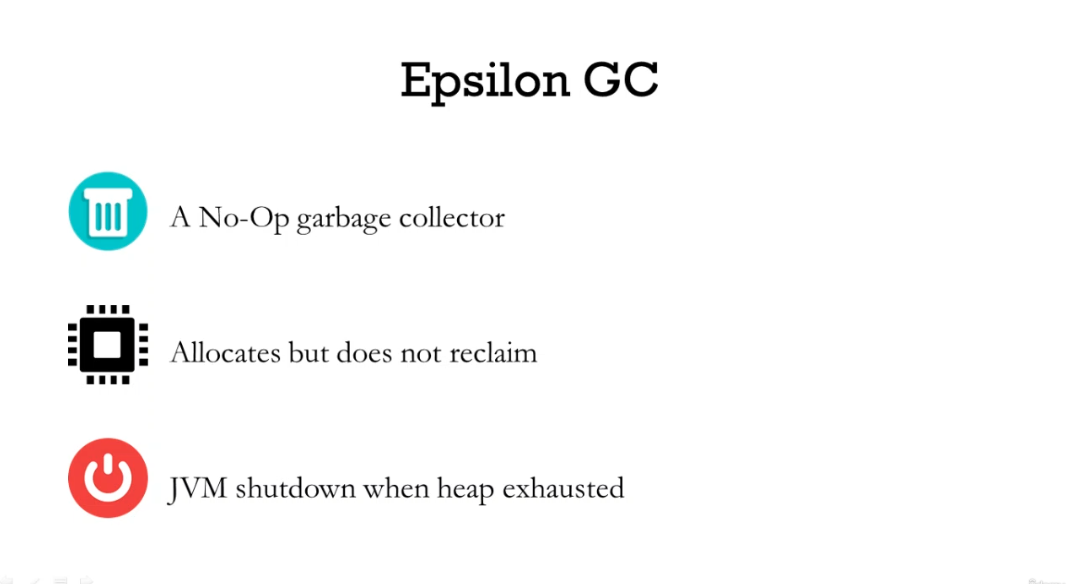 Epsilon GC
A No-Op garbage collector
Allocates but does not reclaim
JVM shutdown when heap exhausted